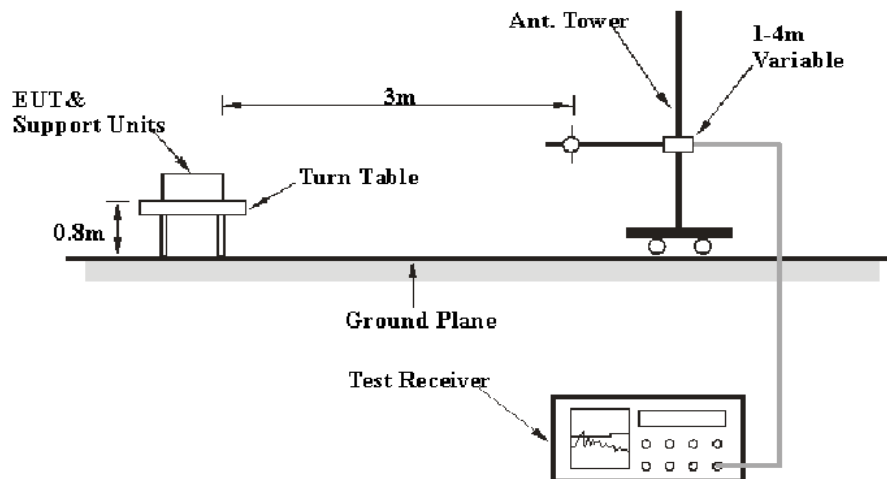 Ant. Tower
1-4m
Variable
3m
EUT&
Support Units
Turn Table
0.8m
Ground Plane
Test Receiver